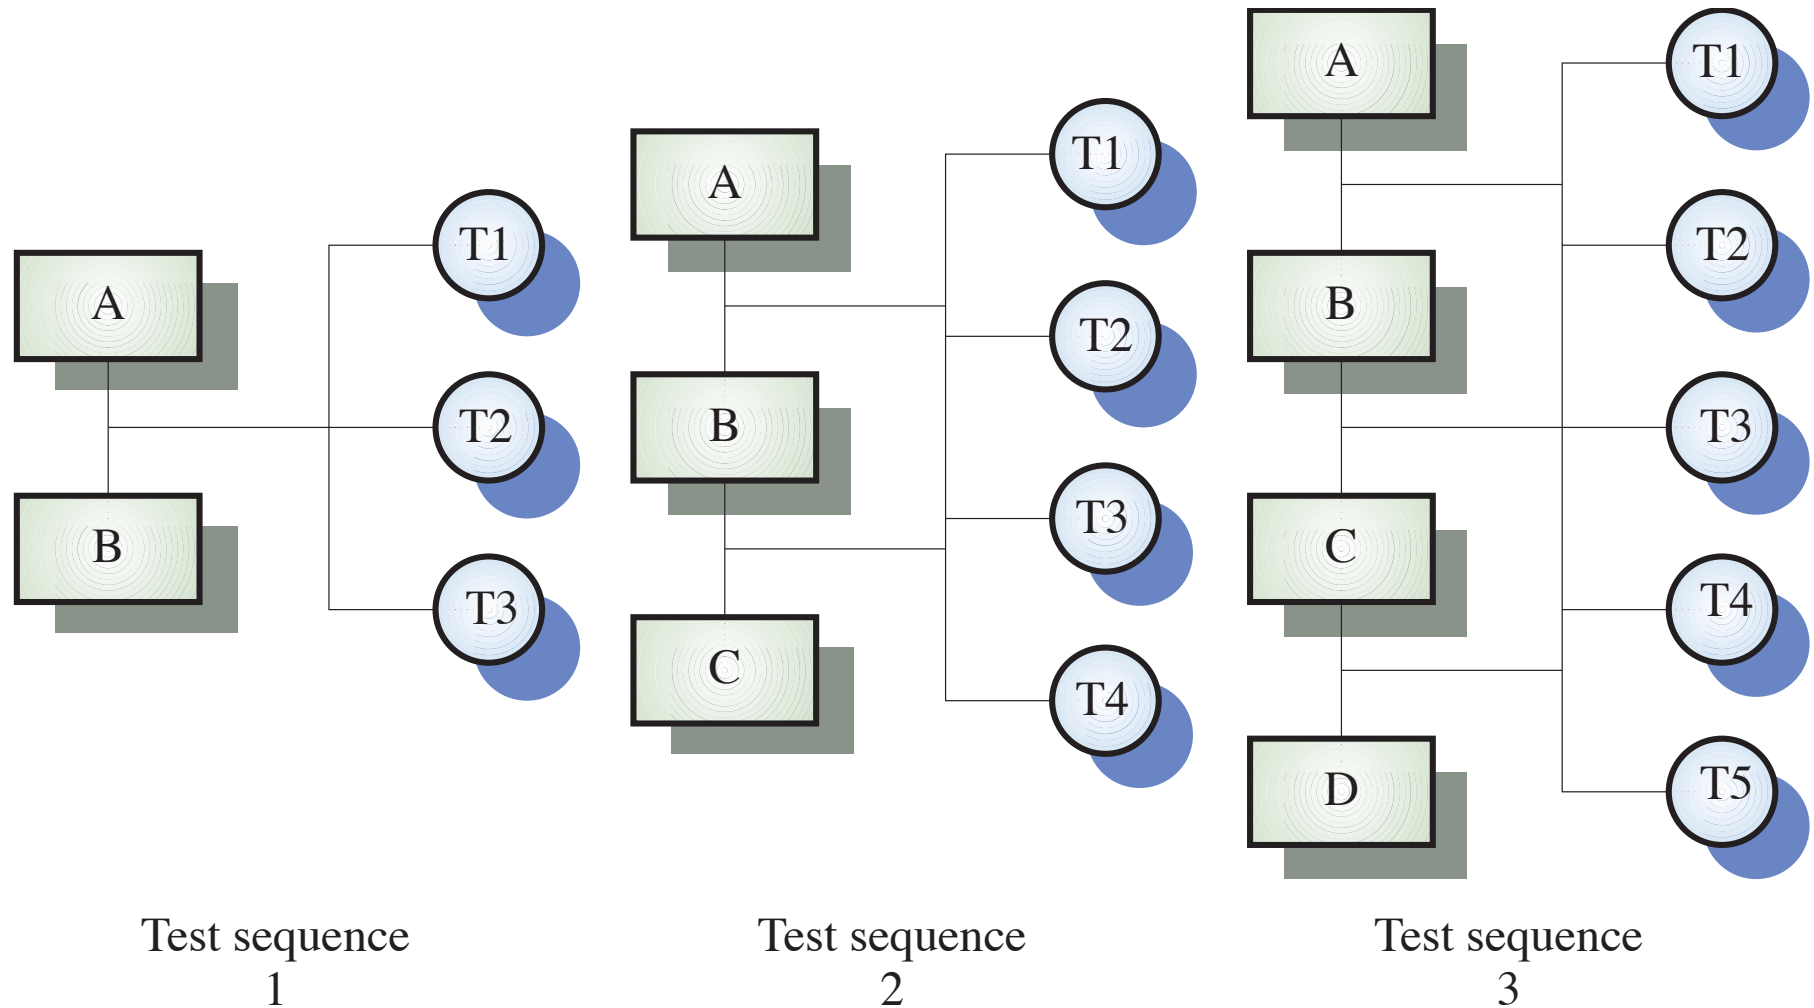 A
B
T1
T2
T3
Test sequence
1
A
B
C
T1
T2
T3
T4
Test sequence
2
A
B
C
D
T1
T2
T3
T4
T5
Test sequence
3